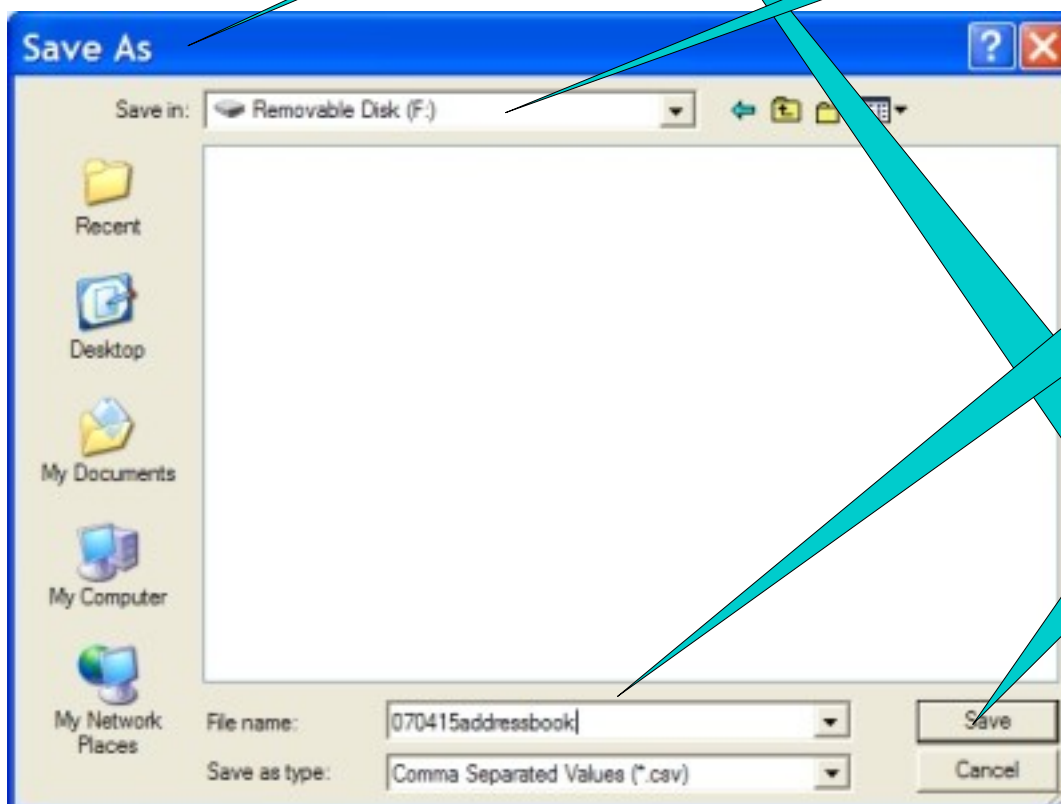 Save As
Save in: Removable Disk (F:)
Recent
Desktop
My Documents
My Computer
My Network
Places
File name: 070415addressbook
Save
Save as type: Comma Separated Values (*.csv)
Cancel